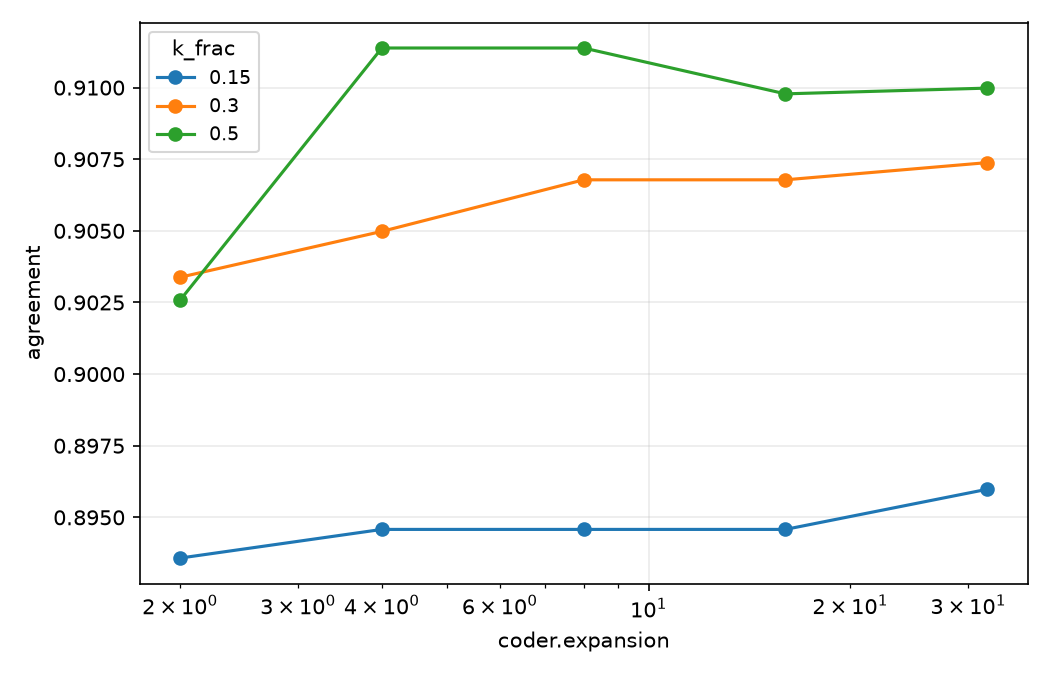 k_frac
0.15
0.3
0.5
0.9100
0.9075
0.9050
0.9025
0.9000
0.8975
0.8950
agreement
2 × 10⁰ 3 × 10⁰ 4 × 10⁰ 6 × 10⁰ 10¹ 2 × 10¹ 3 × 10¹
coder.expansion